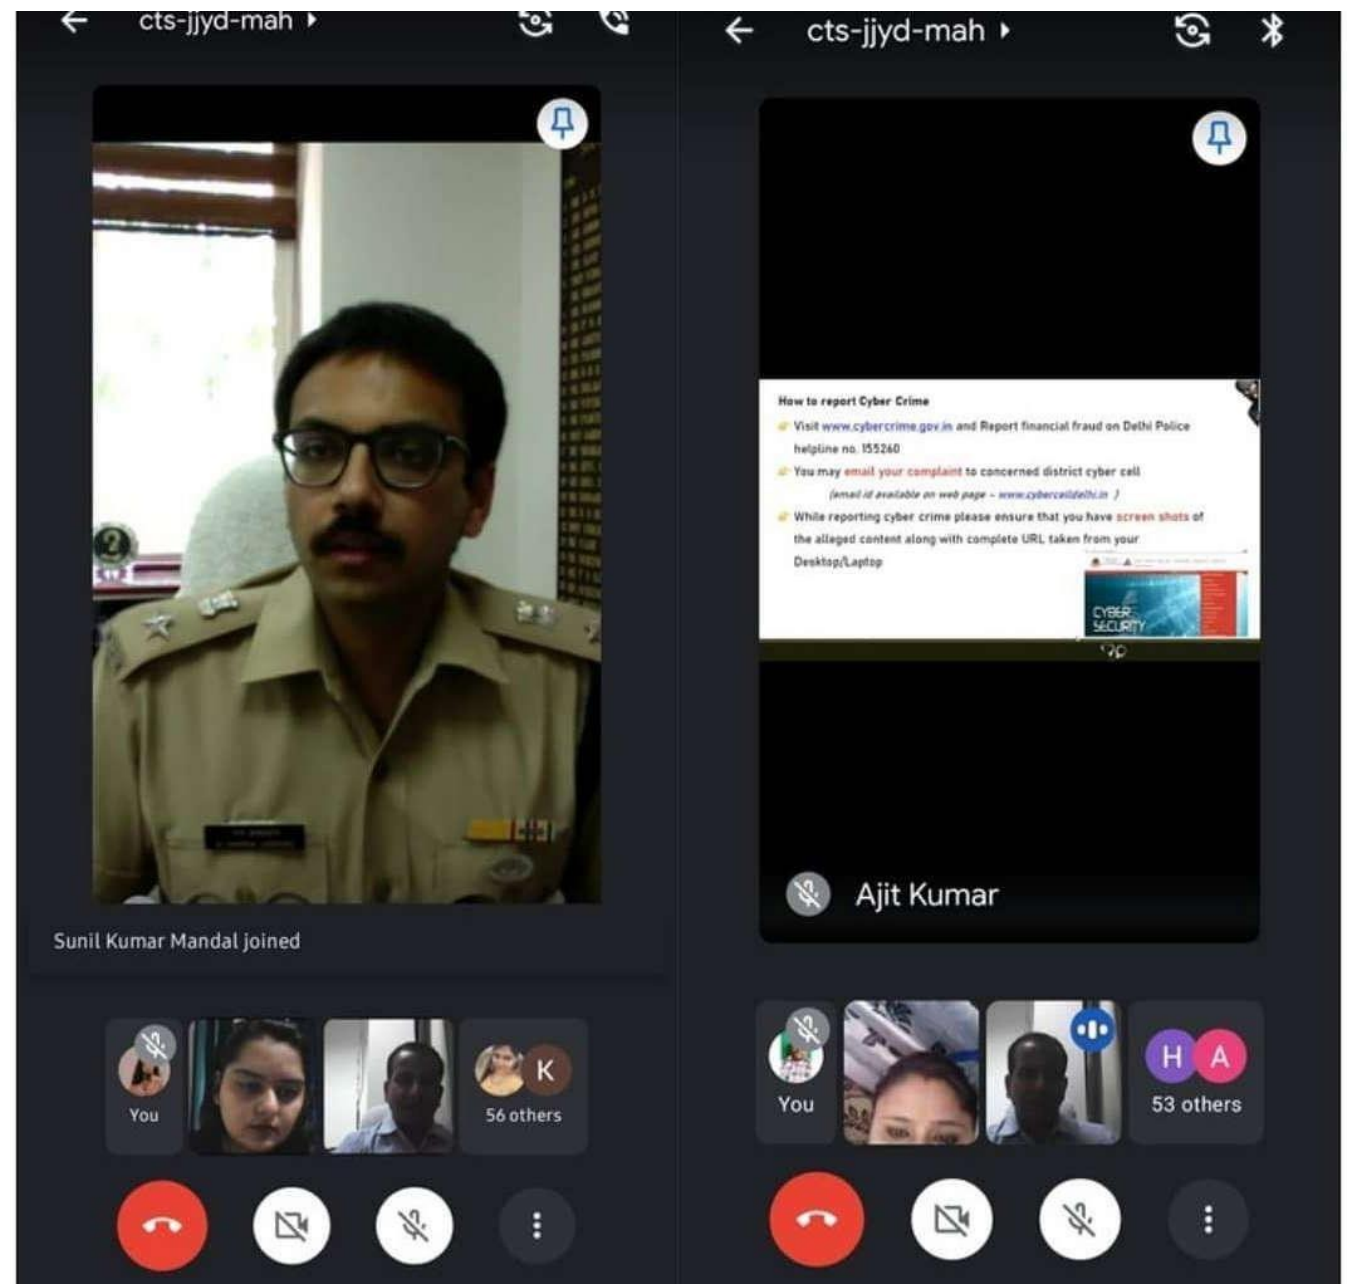 cts-jjyd-mah
Sunil Kumar Mandal joined
You
K
56 others
cts-jjyd-mah
How to report Cyber Crime
Visit www.cybercrime.gov.in and Report financial fraud on Delhi Police
helpline no. 155260
You may email your complaint to concerned district cyber cell
(email id available on web page - www.cybercelldelhi.in )
While reporting cyber crime please ensure that you have screen shots of
the alleged content along with complete URL taken from your
Desktop/Laptop
CYBER
SECURITY
Ajit Kumar
You
H A
53 others